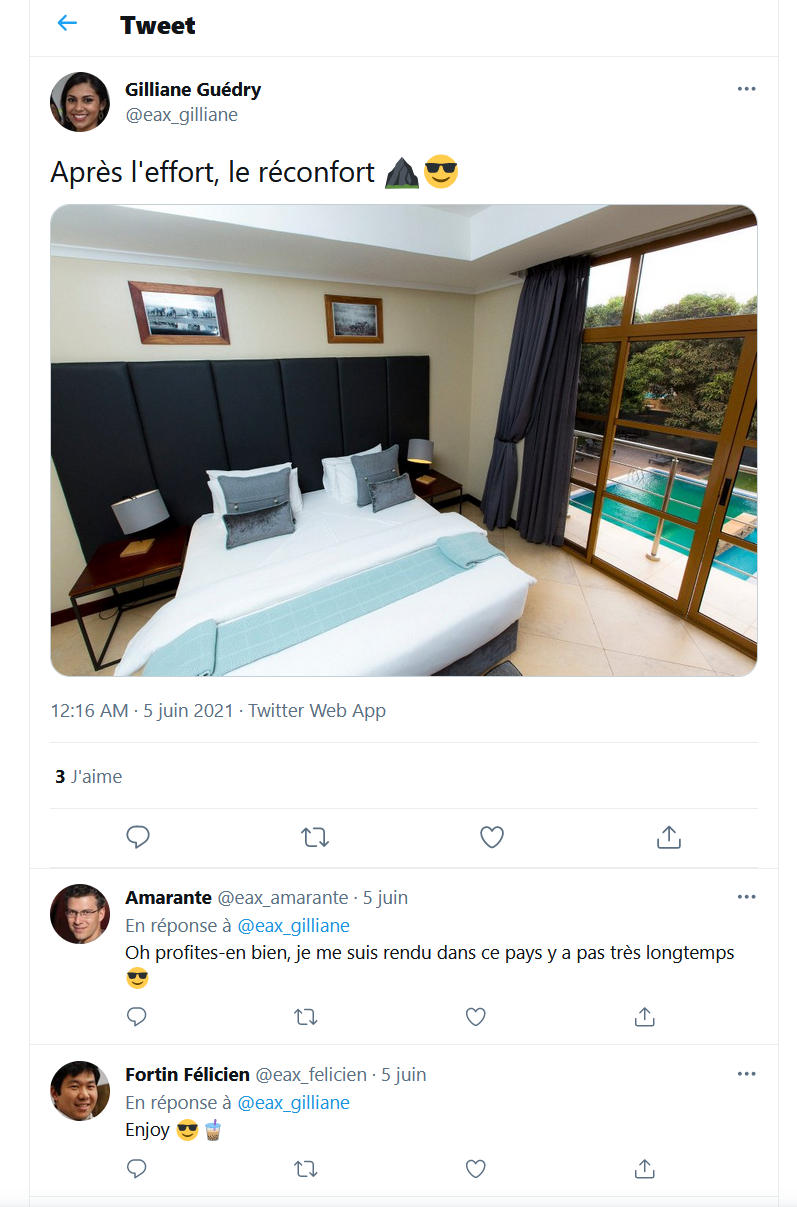 Tweet
Gilliane Guédry
@eax_gilliane
Après l'effort, le réconfort ⛰️😎
12:16 AM · 5 juin 2021 · Twitter Web App
3 J'aime
Amarante @eax_amarante · 5 juin
En réponse à @eax_gilliane
Oh profites-en bien, je me suis rendu dans ce pays y a pas très longtemps
😎
Fortin Félicien @eax_felicien · 5 juin
En réponse à @eax_gilliane
Enjoy 😎🧋